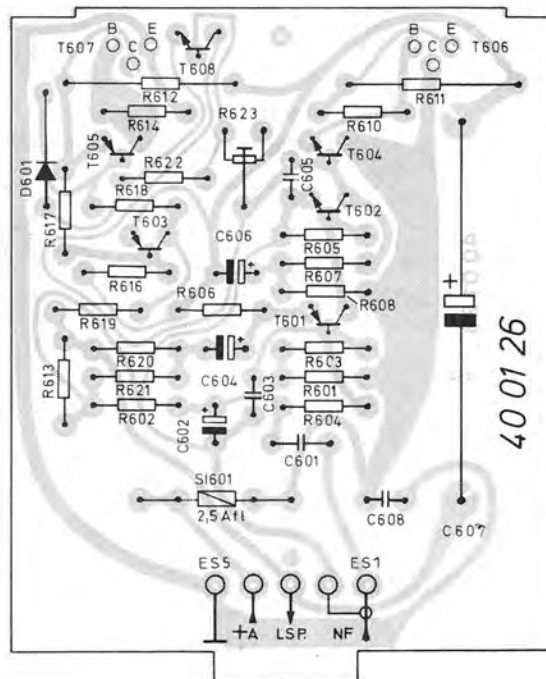 B E
T607
C
T608
B E
T606
C
R612
R611
R614
R623
R610
T605
T604
D601
R622
C605
R618
T602
R617
T603
C606
+
R605
R616
R607
+
R606
R608
R619
T601
R613
R620
+
R603
C604
C603
R621
R601
R602
C602
+
R604
C601
40 01 26
SI601
2,5 Afl
C608
C607
ES5
ES1
+A
LSP.
NF